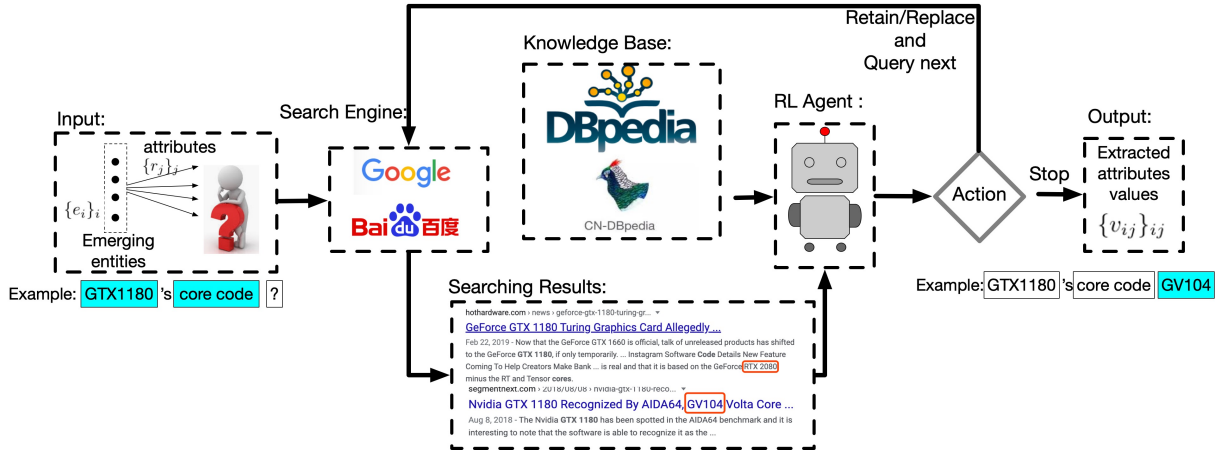 Retain/Replace
and
Query next
Knowledge Base:
DBpedia
CN-DBpedia
RL Agent :
Search Engine:
Google
Bai du 百度
Input:
attributes
{r_j}_j
{e_i}_i
?
Emerging
entities
Example: GTX1180 's core code ?
Action
Stop
Output:
Extracted
attributes
values
{v_{ij}}_{ij}
Example: GTX1180 's core code GV104
Searching Results:
hothardware.com › news › geforce-gtx-1180-turing-gr...
GeForce GTX 1180 Turing Graphics Card Allegedly ...
Feb 22, 2019 - Now that the GeForce GTX 1660 is official, talk of unreleased products has shifted
to the GeForce GTX 1180, if only temporarily. ... Instagram Software Code Details New Feature
Coming To Help Creators Make Bank ... is real and that it is based on the GeForce RTX 2080
minus the RT and Tensor cores.
segmentnext.com › 2018/08/08 › nvidia-gtx-1180-reco...
Nvidia GTX 1180 Recognized By AIDA64, GV104 Volta Core ...
Aug 8, 2018 - The Nvidia GTX 1180 has been spotted in the AIDA64 benchmark and it is
interesting to note that the software is able to recognize it as the ...